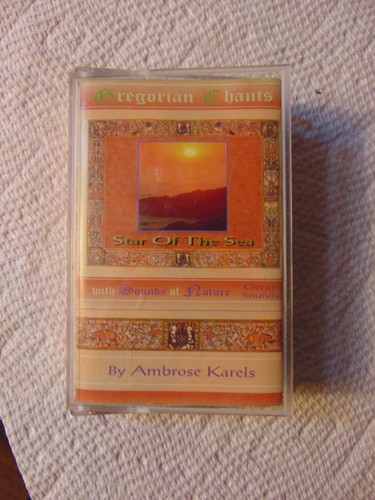 Gregorian Chants
Star Of The Sea
with Sounds of Nature
Ocean
Sounds
By Ambrose Karels